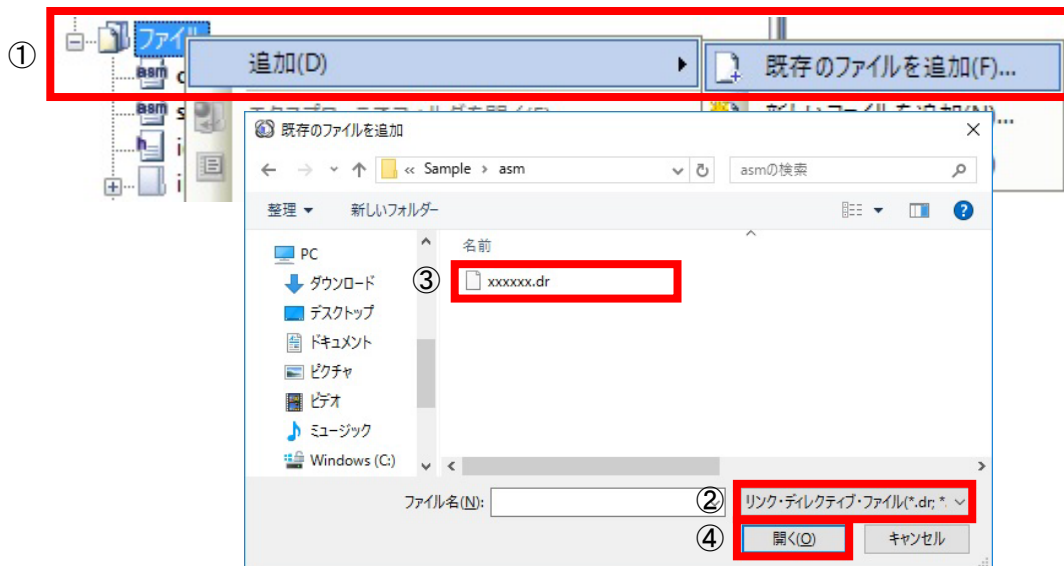 ①
ファイル
追加(D)
既存のファイルを追加(F)...
asm
asm s
既存のファイルを追加
« Sample › asm
asmの検索
整理
新しいフォルダー
PC
名前
③
xxxxxx.dr
ダウンロード
デスクトップ
ドキュメント
ピクチャ
ビデオ
ミュージック
Windows (C:)
ファイル名(N):
②
リンク・ディレクティブ・ファイル(*.dr; *.
④
開く(O)
キャンセル